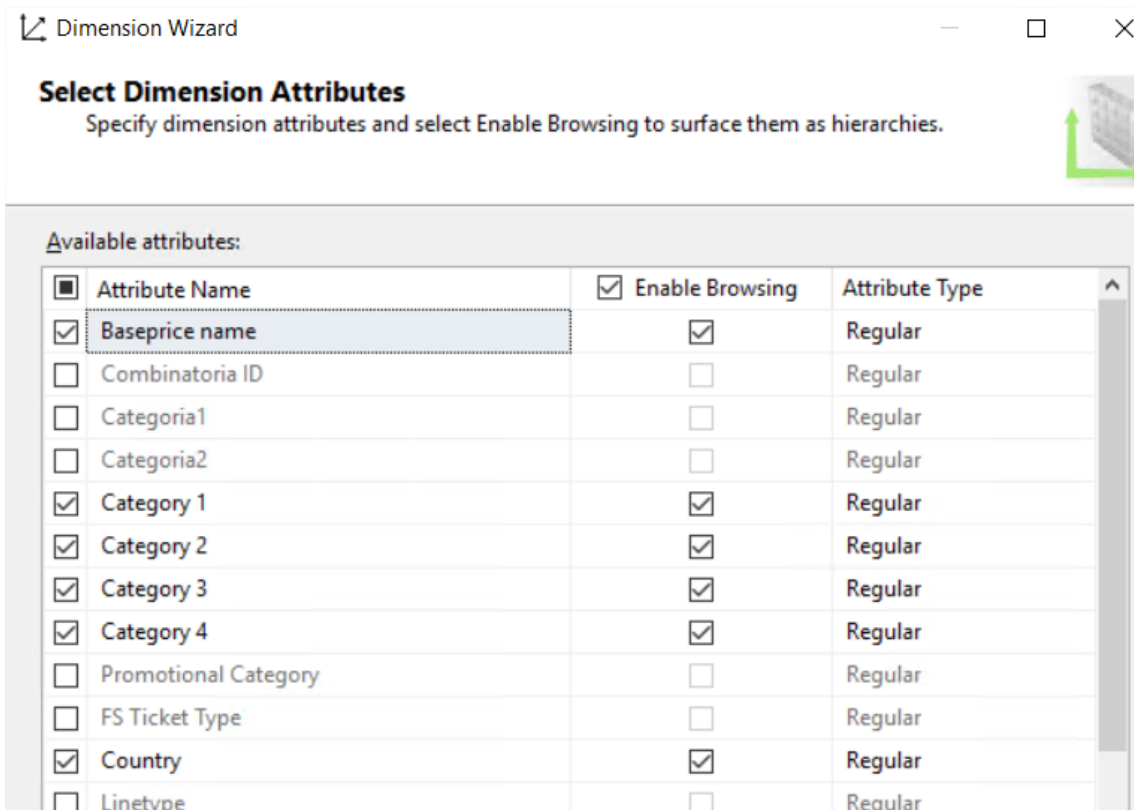 Dimension Wizard
Select Dimension Attributes
Specify dimension attributes and select Enable Browsing to surface them as hierarchies.
Available attributes:
Attribute Name Enable Browsing Attribute Type
Baseprice name Regular
Combinatoria ID Regular
Categoria1 Regular
Categoria2 Regular
Category 1 Regular
Category 2 Regular
Category 3 Regular
Category 4 Regular
Promotional Category Regular
FS Ticket Type Regular
Country Regular
Linetype Regular